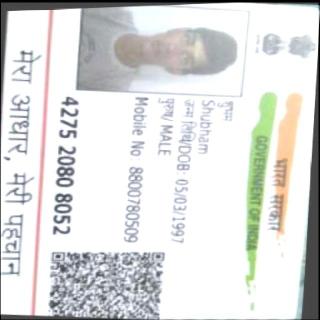 भारत सरकार
GOVERNMENT OF INDIA
शुभम
Shubham
जन्म तिथि/DOB: 05/03/1997
पुरुष/ MALE
Mobile No: 8800780509
4275 2080 8052
मेरा आधार, मेरी पहचान